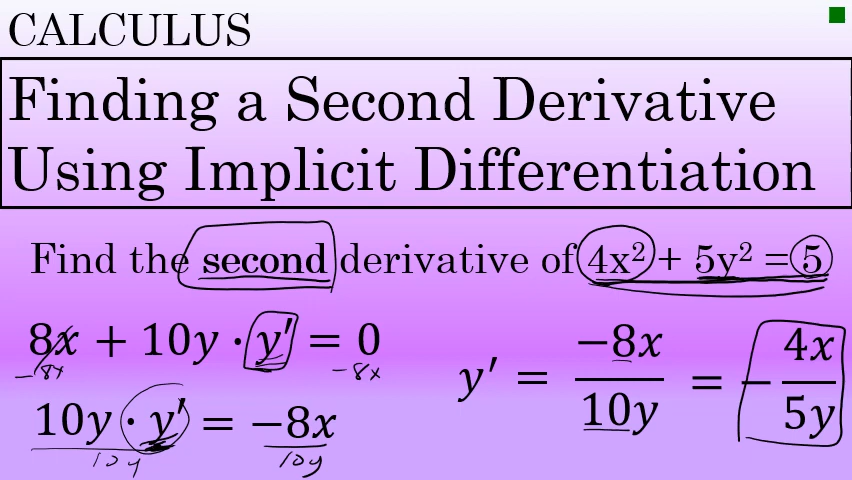 CALCULUS
Finding a Second Derivative
Using Implicit Differentiation
Find the second derivative of 4x² + 5y² = 5
8x + 10y · y′ = 0
−8x −8x
10y · y′ = −8x
10y 10y
y′ = −8x/10y = − 4x/5y